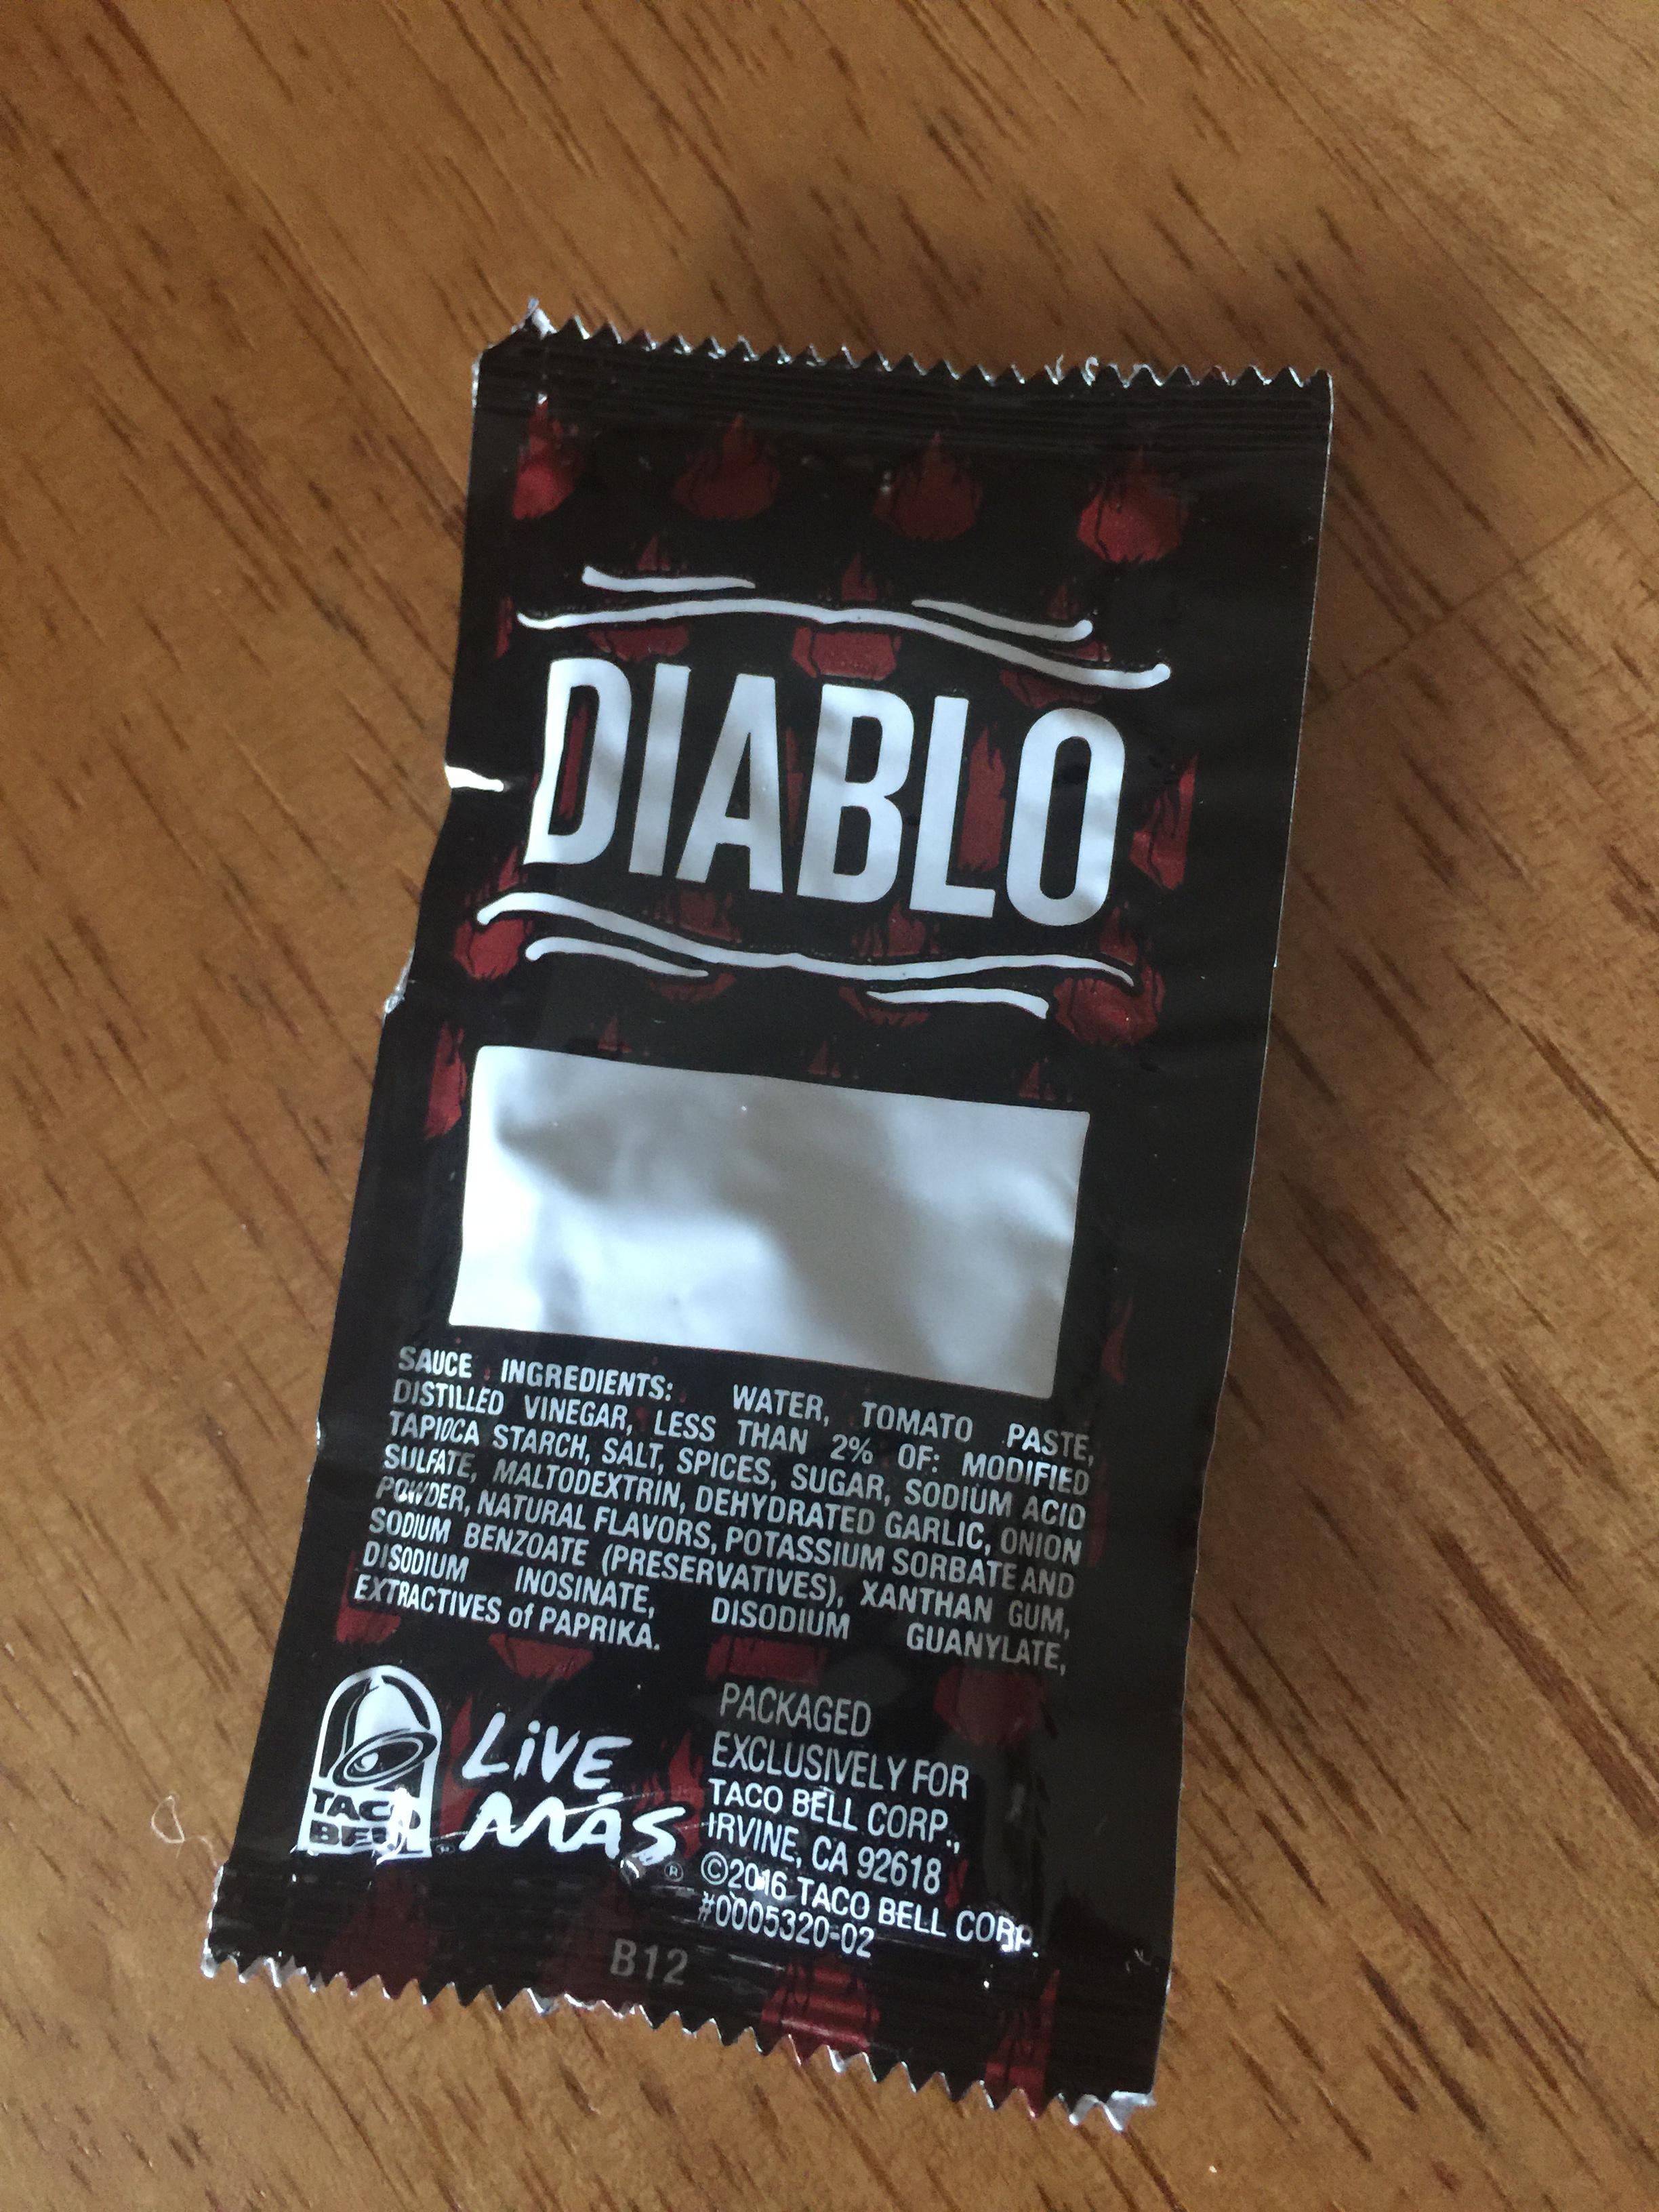 DIABLO
SAUCE INGREDIENTS: WATER, TOMATO PASTE,
DISTILLED VINEGAR, LESS THAN 2% OF: MODIFIED
TAPIOCA STARCH, SALT, SPICES, SUGAR, SODIUM ACID
SULFATE, MALTODEXTRIN, DEHYDRATED GARLIC, ONION
POWDER, NATURAL FLAVORS, POTASSIUM SORBATE AND
SODIUM BENZOATE (PRESERVATIVES), XANTHAN GUM,
DISODIUM INOSINATE, DISODIUM GUANYLATE,
EXTRACTIVES of PAPRIKA.
TACO
BELL
LiVE
MÁS®
PACKAGED
EXCLUSIVELY FOR
TACO BELL CORP.,
IRVINE, CA 92618
©2016 TACO BELL CORP.
#0005320-02
B12